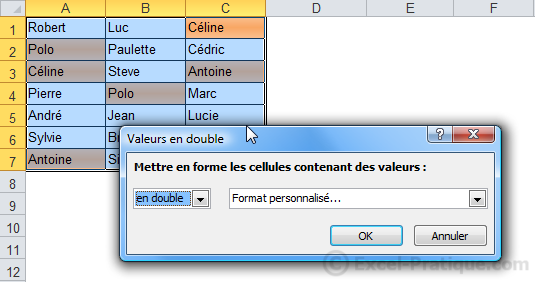 A B C D E F
1 Robert Luc Céline
2 Polo Paulette Cédric
3 Céline Steve Antoine
4 Pierre Polo Marc
5 André Jean Lucie
6 Sylvie
7 Antoine
8
9
10
11
12
Valeurs en double
Mettre en forme les cellules contenant des valeurs :
en double Format personnalisé...
OK Annuler
© Excel-Pratique.com